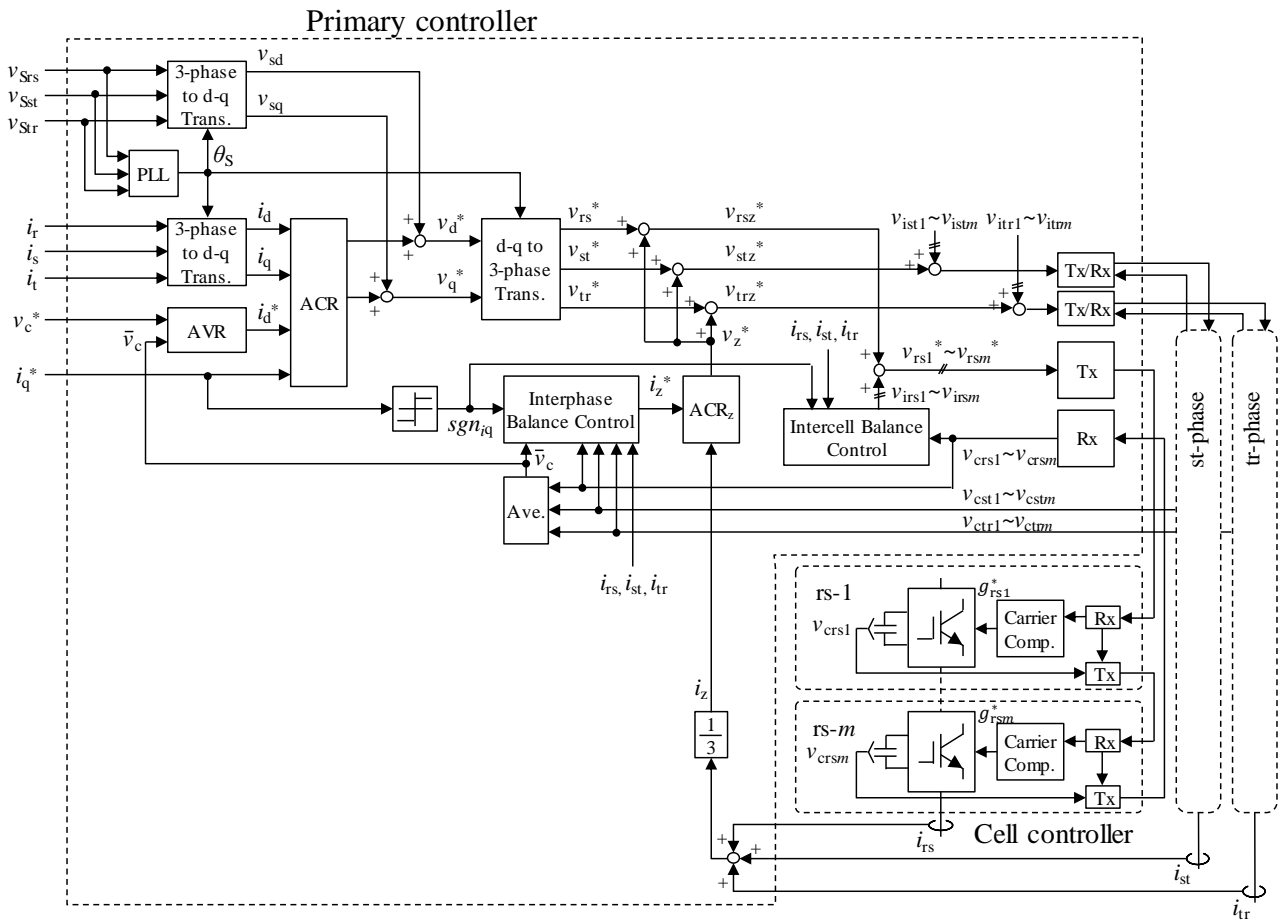 Primary controller
v_Srs
v_Sst
v_Str
3-phase
to d-q
Trans.
v_sd
v_sq
PLL
θ_S
i_r
i_s
i_t
3-phase
to d-q
Trans.
i_d
i_q
v_c*
v̄_c
AVR
i_d*
i_q*
ACR
+
+
v_d*
+
+
v_q*
d-q to
3-phase
Trans.
v_rs*
v_st*
v_tr*
+
+
+
+
+
+
v_rsz*
v_stz*
v_trz*
v_z*
v_ist1~v_istm
v_itr1~v_itrm
+
+
+
+
Tx/Rx
Tx/Rx
i_rs, i_st, i_tr
+
+
v_rs1*~v_rsm*
v_irs1~v_irsm
Tx
sgn_iq
Interphase
Balance Control
i_z*
ACR_z
Intercell Balance
Control
Rx
v_crs1~v_crsm
v̄_c
Ave.
v_cst1~v_cstm
v_ctr1~v_ctrm
i_rs, i_st, i_tr
st-phase
tr-phase
rs-1
v_crs1
g*_rs1
Carrier
Comp.
Rx
Tx
rs-m
v_crsm
g*_rsm
Carrier
Comp.
Rx
Tx
i_z
1
3
+
+
+
i_rs
Cell controller
i_st
i_tr